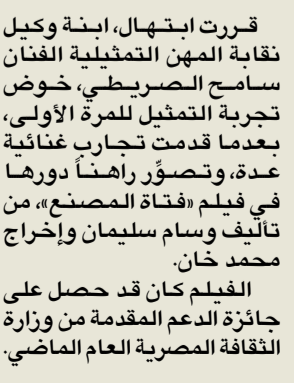 قررت ابتهال، ابنة وكيل
نقابة المهن التمثيلية الفنان
سامح الصريطي، خوض
تجربة التمثيل للمرة الأولى،
بعدما قدمت تجارب غنائية
عدة، وتصوِّر راهناً دورها
في فيلم «فتاة المصنع»، من
تأليف وسام سليمان وإخراج
محمد خان.
الفيلم كان قد حصل على
جائزة الدعم المقدمة من وزارة
الثقافة المصرية العام الماضي.